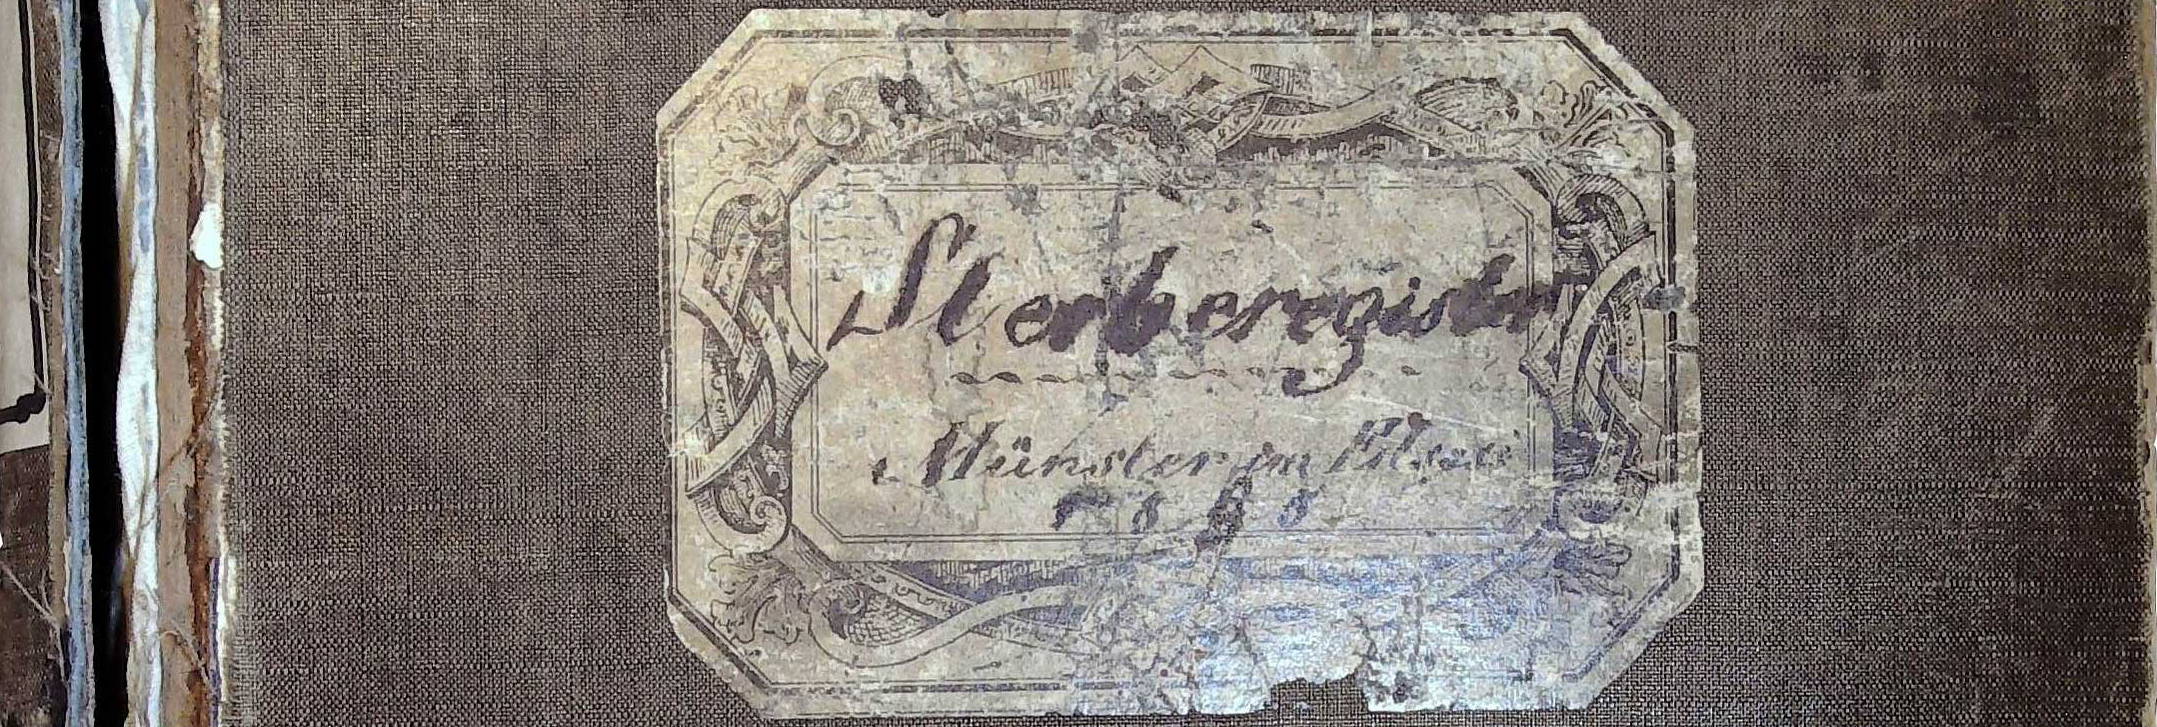 Sterberegister
Münster im Elsass